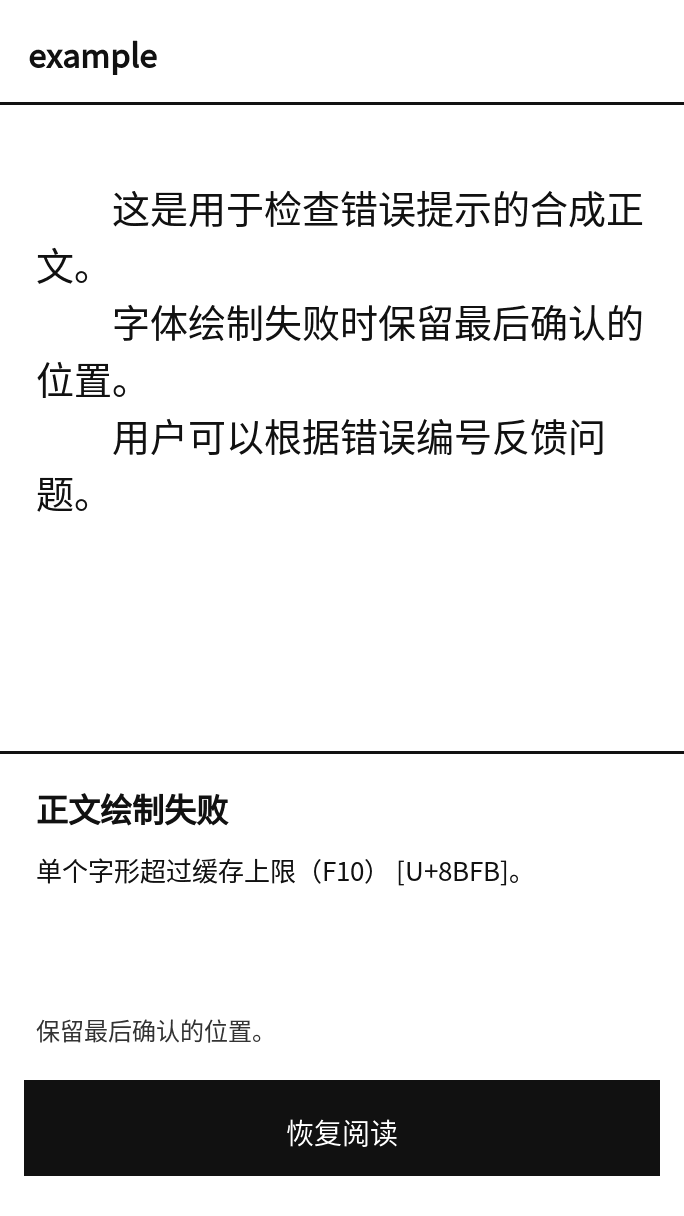 example
这是用于检查错误提示的合成正
文。
字体绘制失败时保留最后确认的
位置。
用户可以根据错误编号反馈问
题。
正文绘制失败
单个字形超过缓存上限（F10） [U+8BFB]。
保留最后确认的位置。
恢复阅读